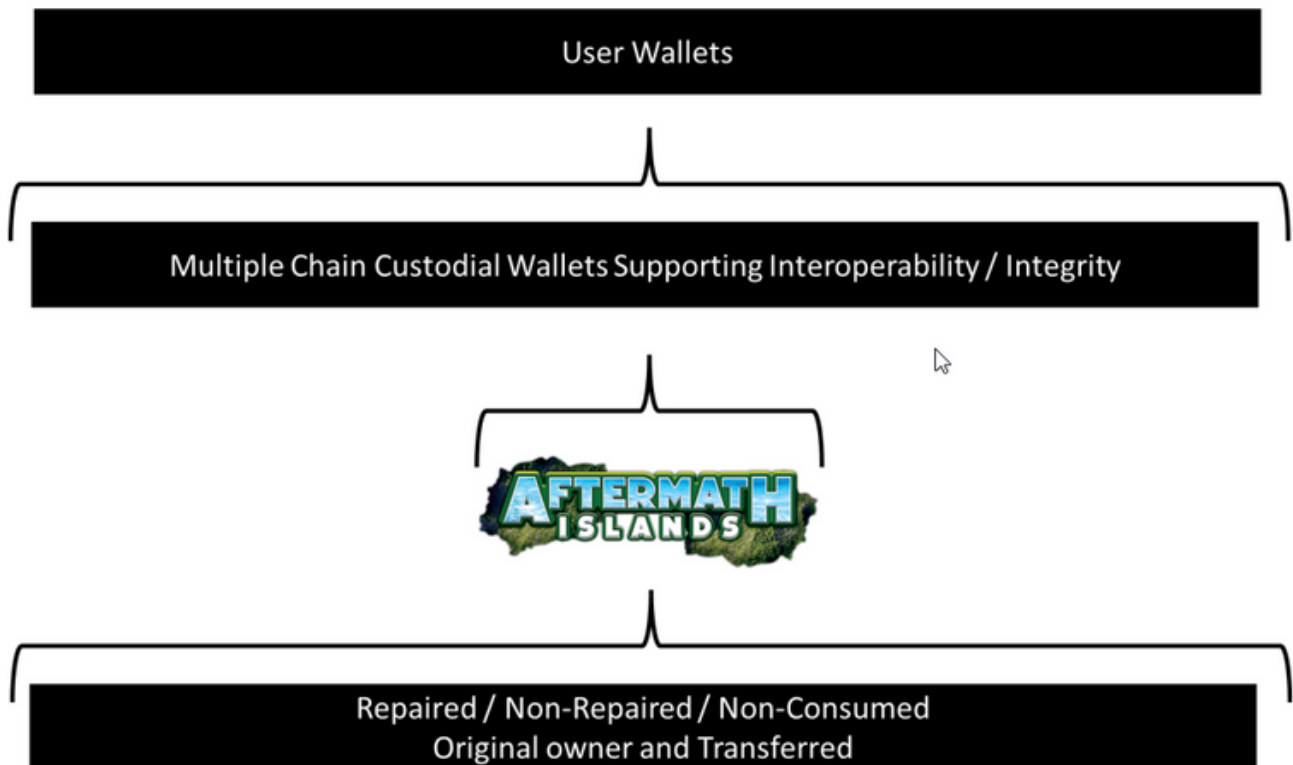 User Wallets
Multiple Chain Custodial Wallets Supporting Interoperability / Integrity
AFTERMATH
ISLANDS
Repaired / Non-Repaired / Non-Consumed
Original owner and Transferred